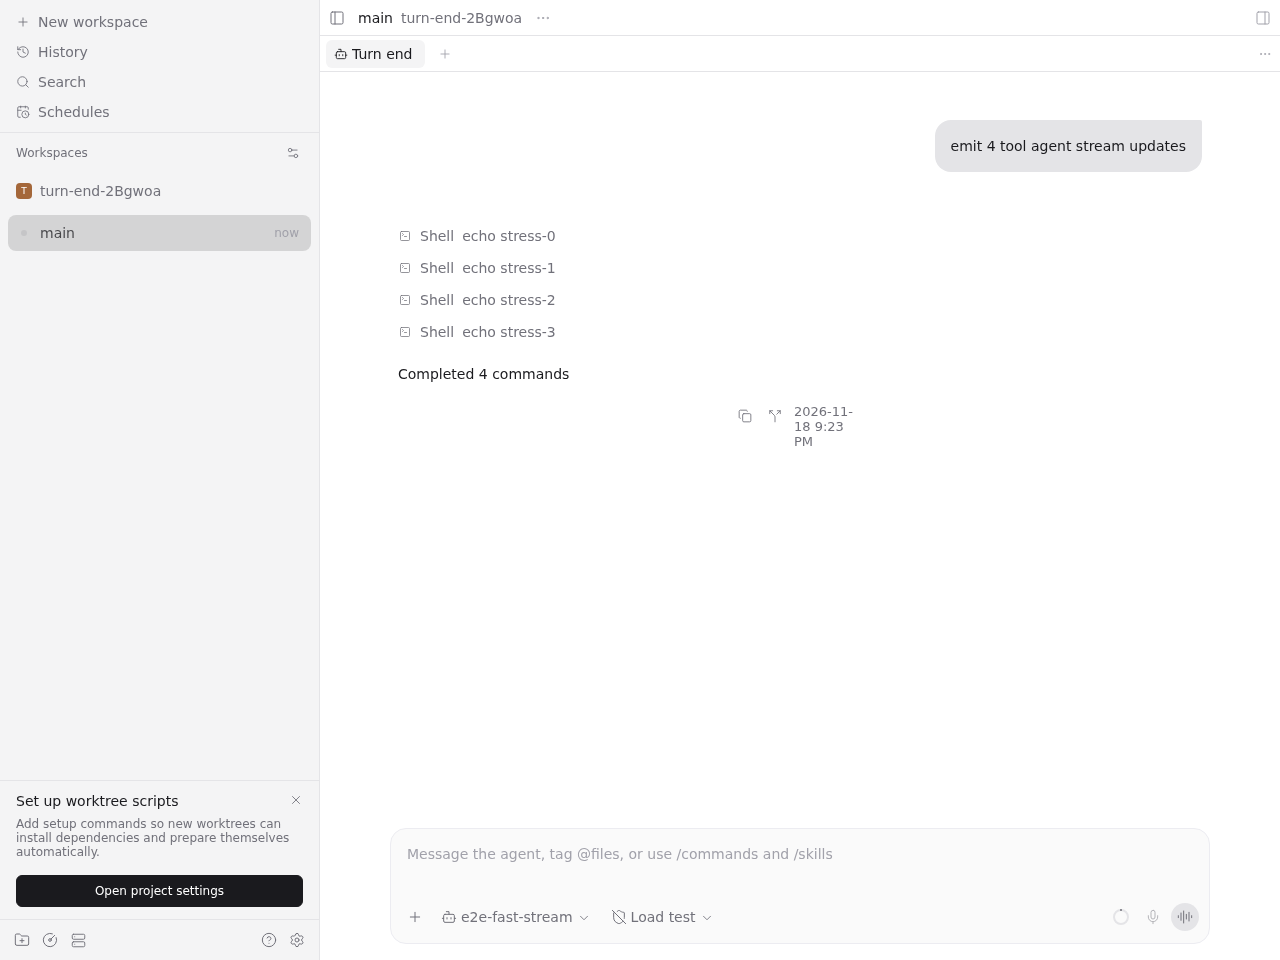 New workspace
History
Search
Schedules
Workspaces
T turn-end-2Bgwoa
main now
Set up worktree scripts
Add setup commands so new worktrees can
install dependencies and prepare themselves
automatically.
Open project settings
main turn-end-2Bgwoa
Turn end
emit 4 tool agent stream updates
Shell echo stress-0
Shell echo stress-1
Shell echo stress-2
Shell echo stress-3
Completed 4 commands
2026-11-
18 9:23
PM
Message the agent, tag @files, or use /commands and /skills
e2e-fast-stream Load test